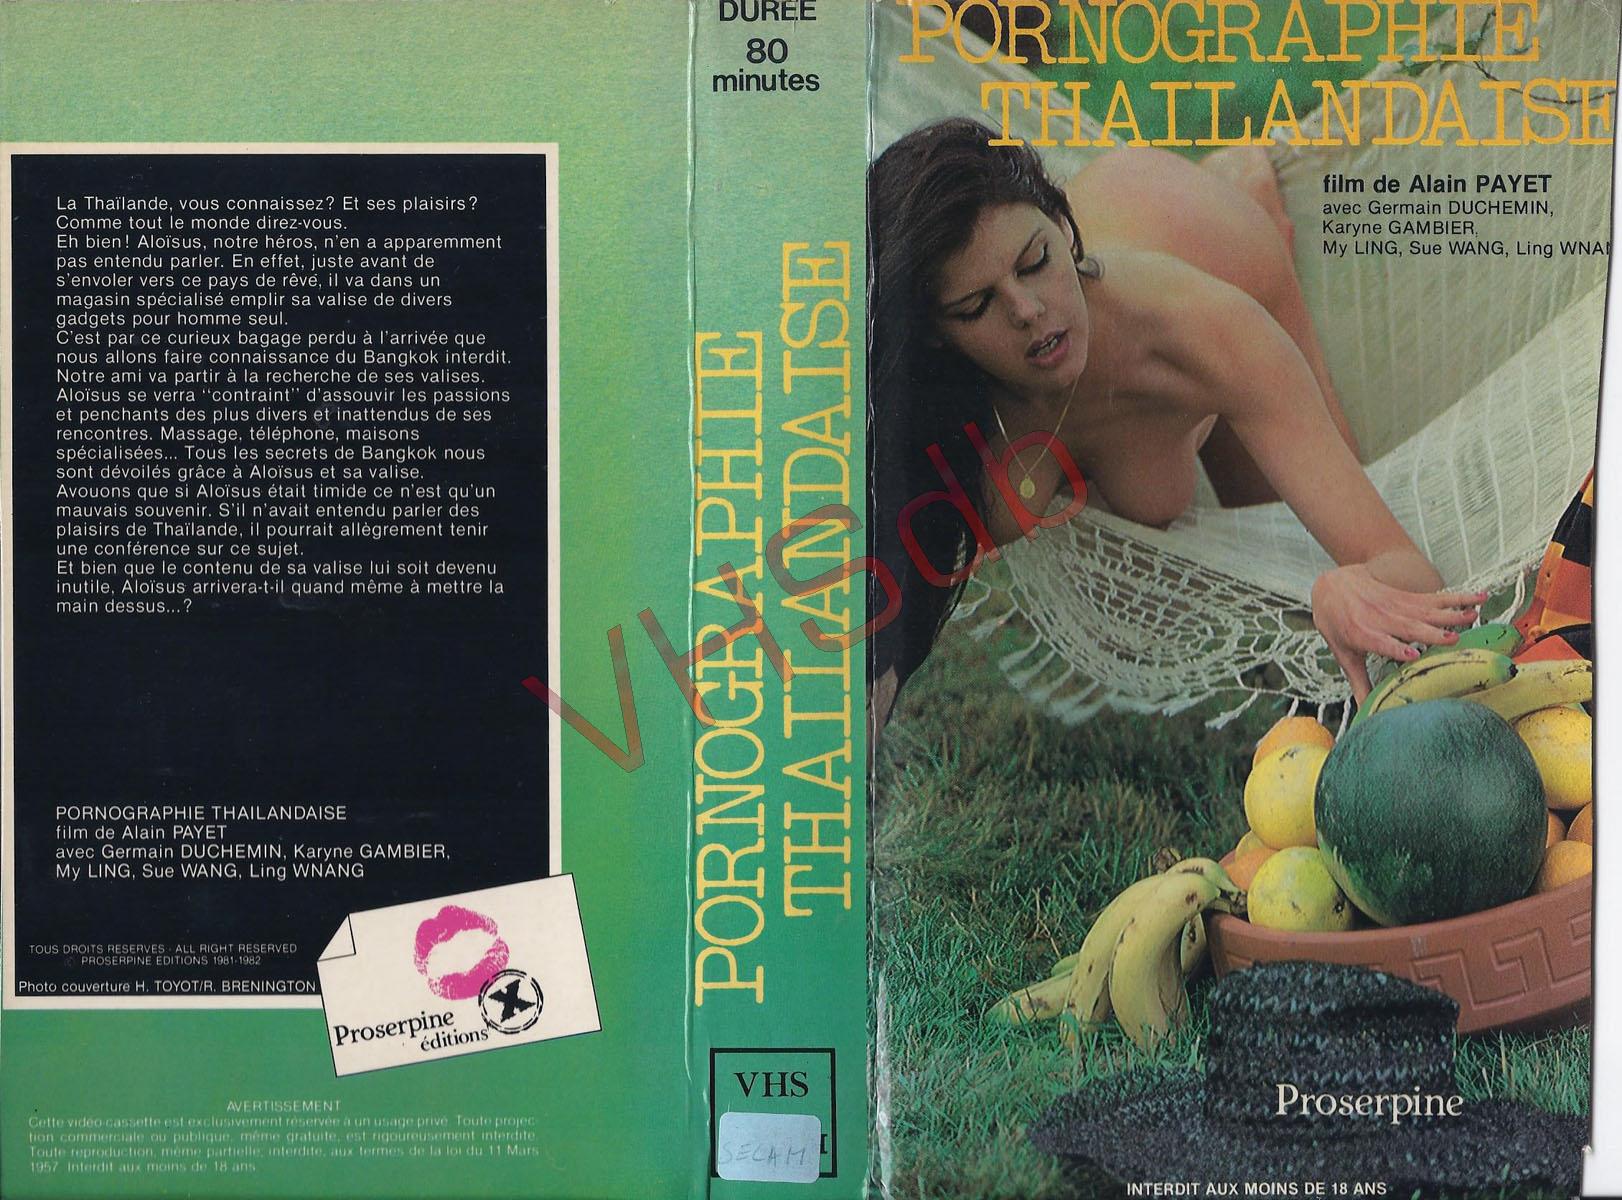 La Thaïlande, vous connaissez? Et ses plaisirs?
Comme tout le monde direz-vous.
Eh bien! Aloïsus, notre héros, n'en a apparemment
pas entendu parler. En effet, juste avant de
s'envoler vers ce pays de rêvé, il va dans un
magasin spécialisé emplir sa valise de divers
gadgets pour homme seul.
C'est par ce curieux bagage perdu à l'arrivée que
nous allons faire connaissance du Bangkok interdit.
Notre ami va partir à la recherche de ses valises.
Aloïsus se verra "contraint" d'assouvir les passions
et penchants des plus divers et inattendus de ses
rencontres. Massage, téléphone, maisons
spécialisées... Tous les secrets de Bangkok nous
sont dévoilés grâce à Aloïsus et sa valise.
Avouons que si Aloïsus était timide ce n'est qu'un
mauvais souvenir. S'il n'avait entendu parler des
plaisirs de Thaïlande, il pourrait allègrement tenir
une conférence sur ce sujet.
Et bien que le contenu de sa valise lui soit devenu
inutile, Aloïsus arrivera-t-il quand même à mettre la
main dessus...?
PORNOGRAPHIE THAILANDAISE
film de Alain PAYET
avec Germain DUCHEMIN, Karyne GAMBIER,
My LING, Sue WANG, Ling WNANG
TOUS DROITS RESERVES - ALL RIGHT RESERVED
© PROSERPINE EDITIONS 1981-1982
Photo couverture H. TOYOT/R. BRENINGTON
Proserpine
éditions
X
AVERTISSEMENT
Cette vidéo-cassette est exclusivement réservée à un usage privé. Toute projec-
tion commerciale ou publique, même gratuite, est rigoureusement interdite.
Toute reproduction, même partielle, interdite, aux termes de la loi du 11 Mars
1957. Interdit aux moins de 18 ans.
DURÉE
80
minutes
PORNOGRAPHIE
THAILANDAISE
VHS
SECAM
PORNOGRAPHIE
THAILANDAISE
film de Alain PAYET
avec Germain DUCHEMIN,
Karyne GAMBIER,
My LING, Sue WANG, Ling WNAN
Proserpine
INTERDIT AUX MOINS DE 18 ANS
VHSdb